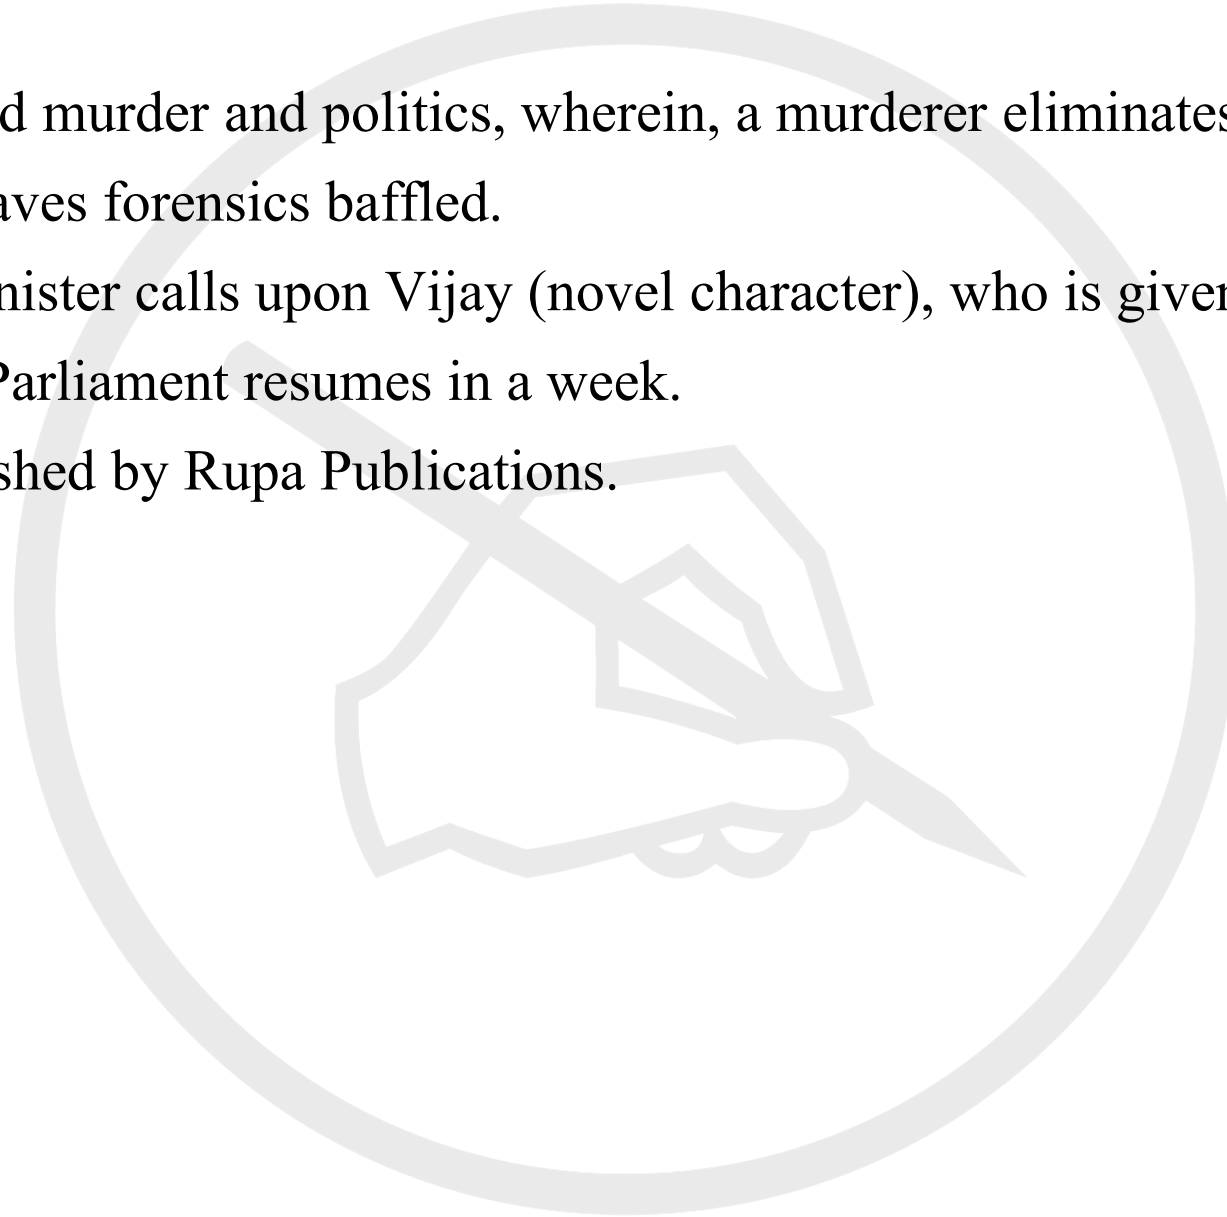 d murder and politics, wherein, a murderer eliminates
aves forensics baffled.
nister calls upon Vijay (novel character), who is given
Parliament resumes in a week.
shed by Rupa Publications.